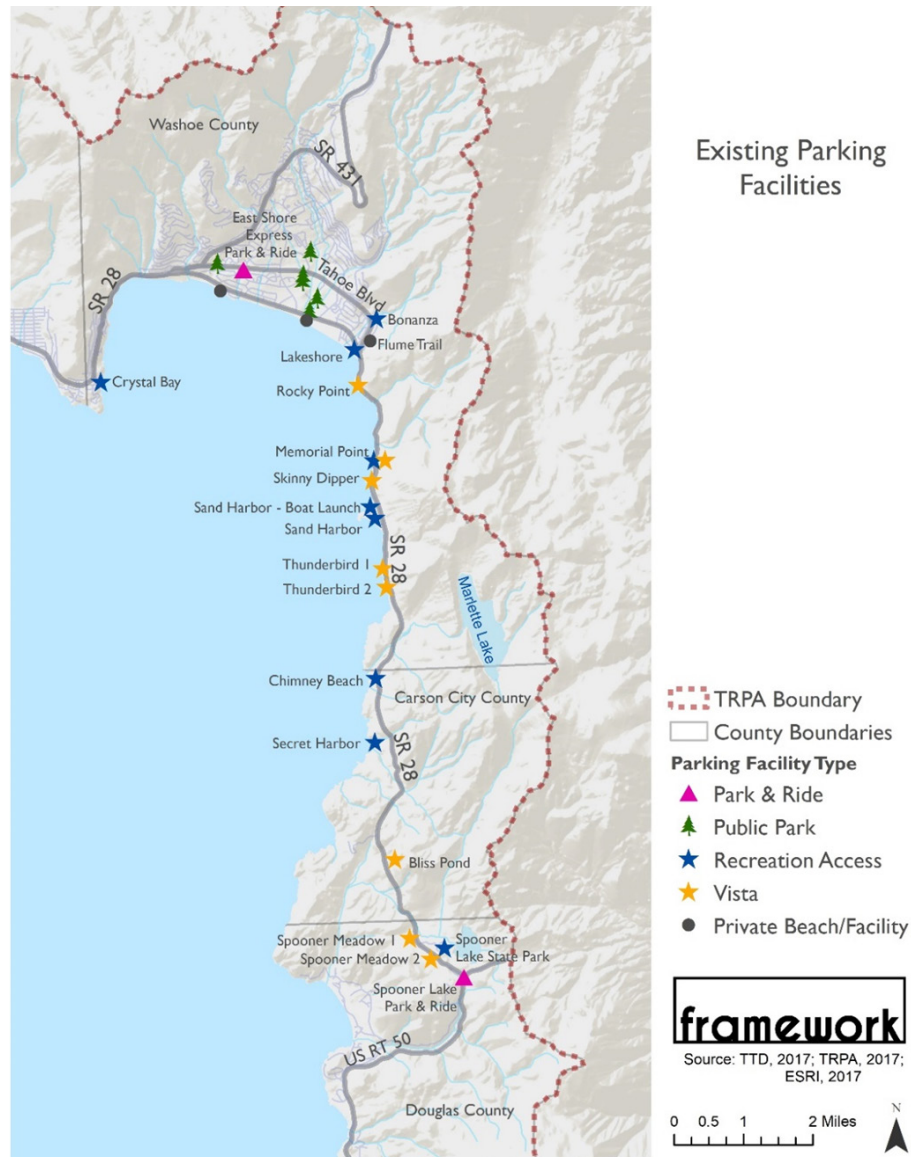 Existing Parking
Facilities
Washoe County
SR 431
East Shore
Express
Park & Ride
Tahoe Blvd
SR 28
Bonanza
Flume Trail
Lakeshore
Crystal Bay
Rocky Point
Memorial Point
Skinny Dipper
Sand Harbor - Boat Launch
Sand Harbor
SR 28
Thunderbird 1
Thunderbird 2
Marlette Lake
Chimney Beach
Carson City County
Secret Harbor
SR 28
Bliss Pond
Spooner Meadow 1
Spooner
Lake State Park
Spooner Meadow 2
Spooner Lake
Park & Ride
US RT 50
Douglas County
TRPA Boundary
County Boundaries
Parking Facility Type
Park & Ride
Public Park
Recreation Access
Vista
Private Beach/Facility
framework
Source: TTD, 2017; TRPA, 2017;
ESRI, 2017
N
0 0.5 1 2 Miles